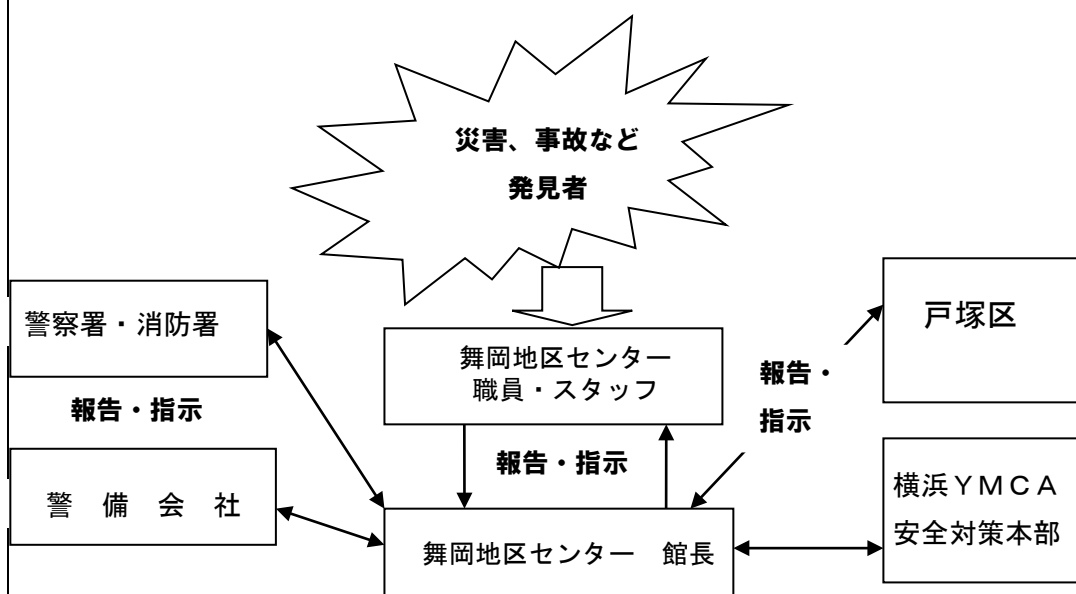 災害、事故など
発見者
警察署・消防署
舞岡地区センター
職員・スタッフ
戸塚区
報告・指示
報告・
指示
報告・指示
警　備　会　社
舞岡地区センター　館長
横浜ＹＭＣＡ
安全対策本部